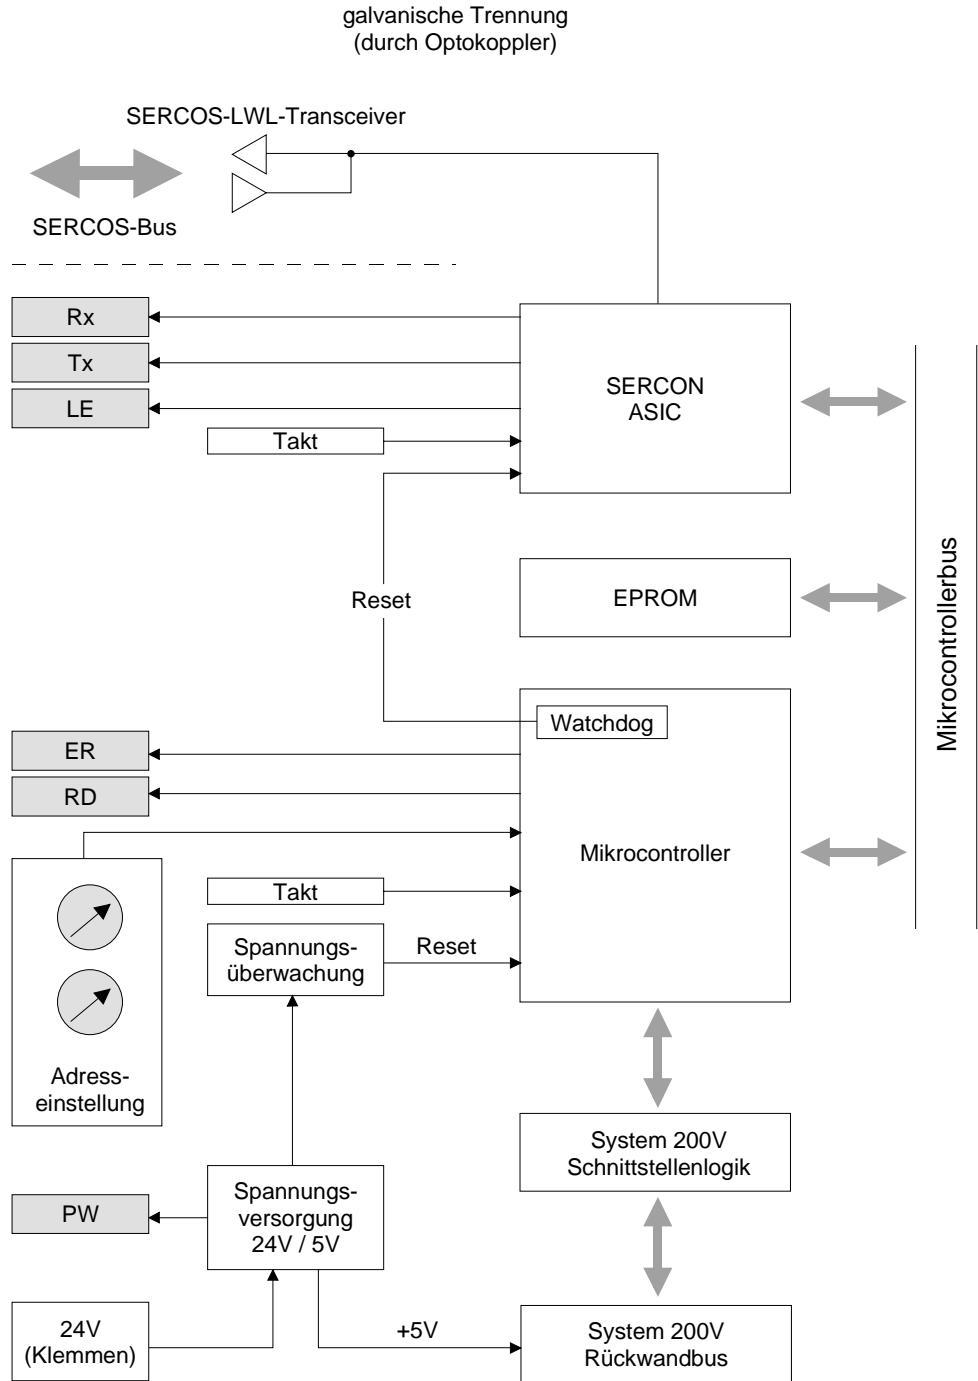 galvanische Trennung
(durch Optokoppler)
SERCOS-LWL-Transceiver
SERCOS-Bus
Rx
Tx
LE
Takt
SERCON
ASIC
Reset
EPROM
Mikrocontrollerbus
Watchdog
ER
RD
Mikrocontroller
Takt
Spannungs-
überwachung
Reset
Adress-
einstellung
System 200V
Schnittstellenlogik
PW
Spannungs-
versorgung
24V / 5V
24V
(Klemmen)
+5V
System 200V
Rückwandbus